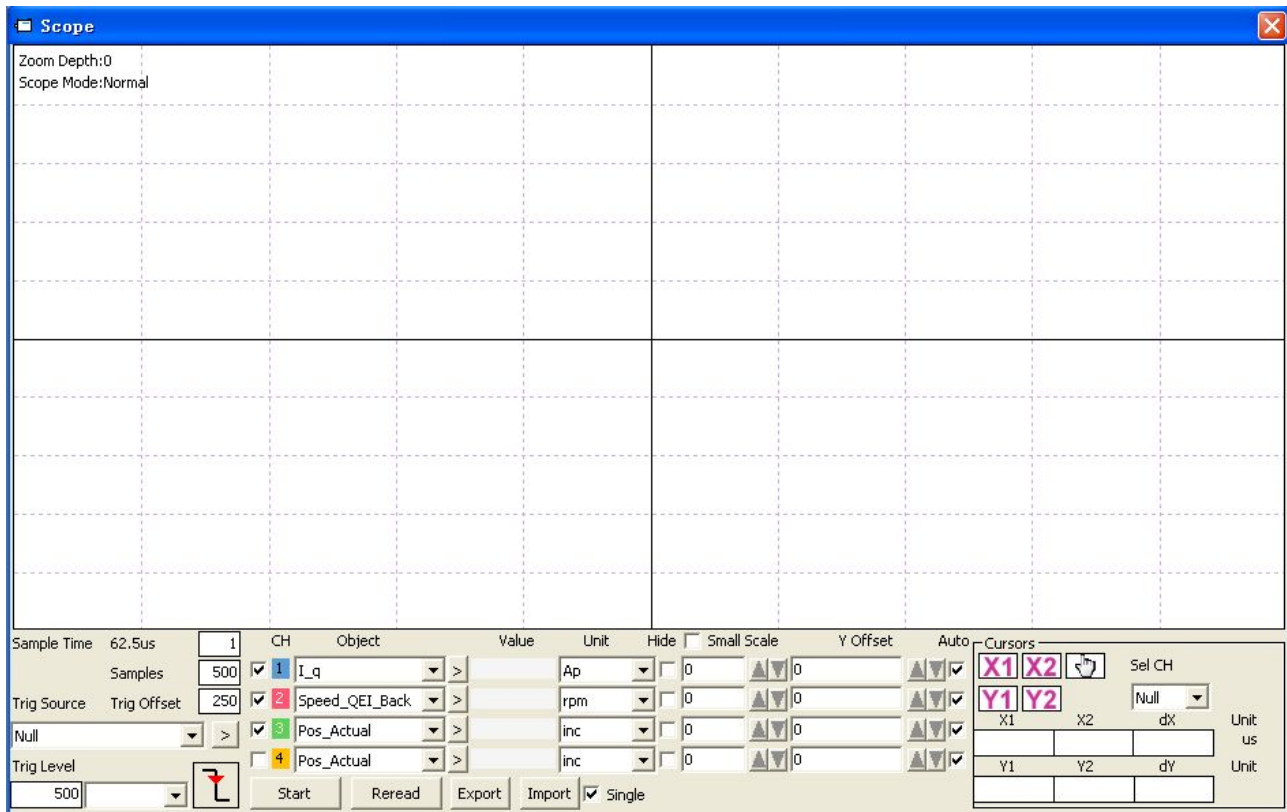 Scope
Zoom Depth:0
Scope Mode:Normal
Sample Time 62.5us 1 CH Object Value Unit Hide Small Scale Y Offset Auto Cursors
Samples 500 1 I_q > Ap 0 0 X1 X2 Sel CH
Trig Source Trig Offset 250 2 Speed_QEI_Back > rpm 0 0 Y1 Y2 Null
Null > 3 Pos_Actual > inc 0 0 X1 X2 dX Unit
us
Trig Level 4 Pos_Actual > inc 0 0 Y1 Y2 dY Unit
500 Start Reread Export Import Single